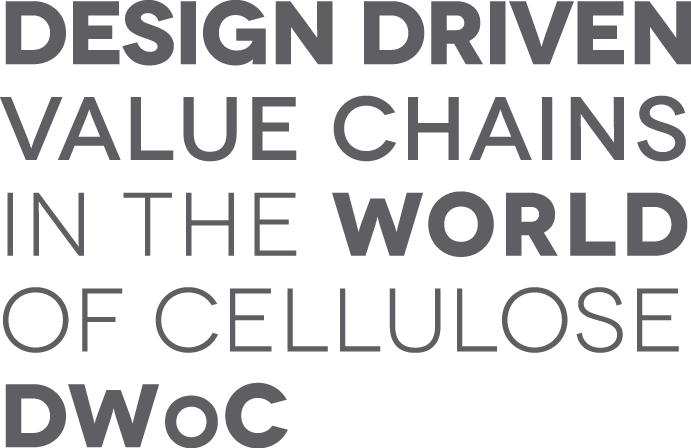 DESIGN DRIVEN
VALUE CHAINS
IN THE WORLD
OF CELLULOSE
DWoC